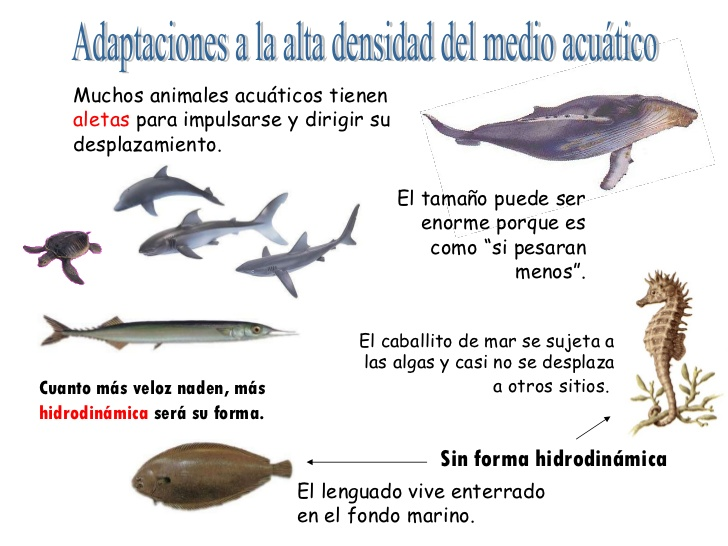 Adaptaciones a la alta densidad del medio acuático
Muchos animales acuáticos tienen
aletas para impulsarse y dirigir su
desplazamiento.
El tamaño puede ser
enorme porque es
como “si pesaran
menos”.
El caballito de mar se sujeta a
las algas y casi no se desplaza
a otros sitios.
Cuanto más veloz naden, más
hidrodinámica será su forma.
Sin forma hidrodinámica
El lenguado vive enterrado
en el fondo marino.